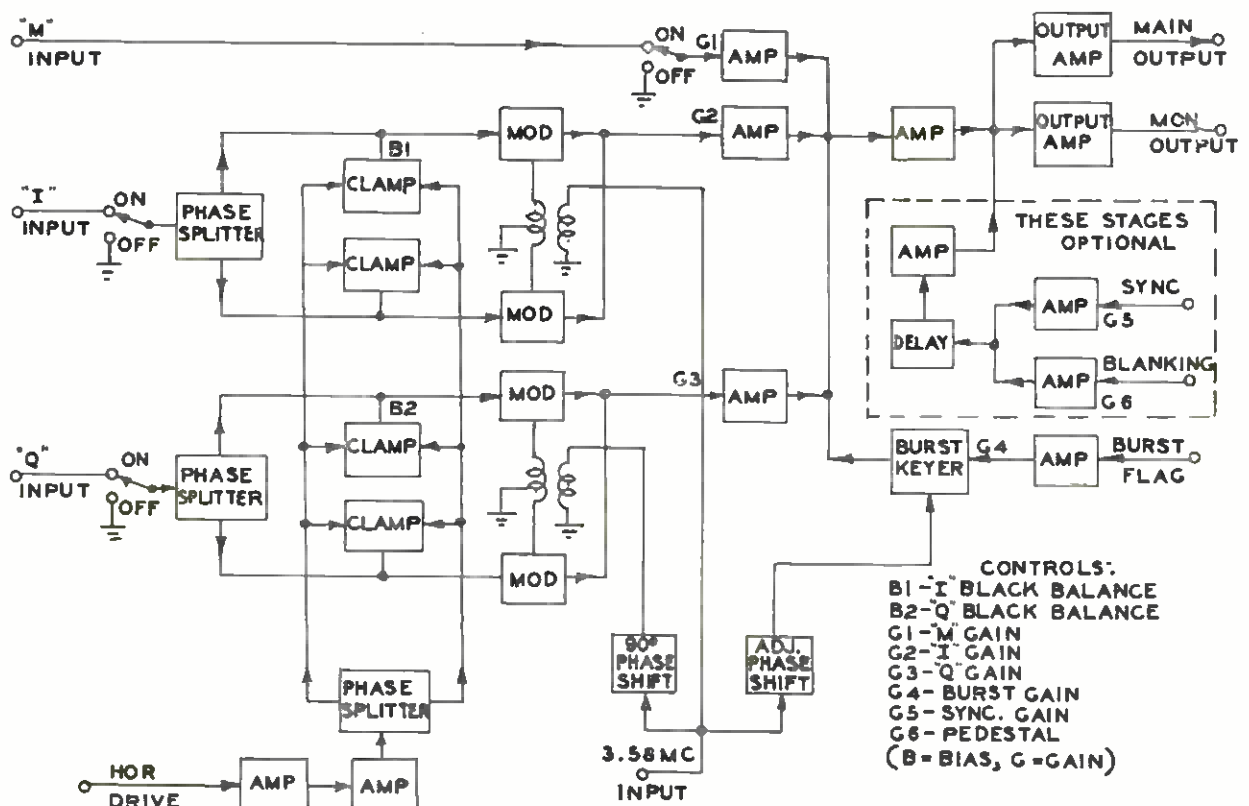 "M"
INPUT
ON
OFF
G1
AMP
OUTPUT
AMP
MAIN
OUTPUT
G2
AMP
AMP
OUTPUT
AMP
MON
OUTPUT
MOD
B1
CLAMP
"I"
INPUT
ON
OFF
PHASE
SPLITTER
CLAMP
MOD
THESE STAGES
OPTIONAL
AMP
DELAY
AMP
SYNC
G5
AMP
BLANKING
G6
MOD
G3
AMP
B2
CLAMP
"Q"
INPUT
ON
OFF
PHASE
SPLITTER
CLAMP
MOD
BURST
KEYER
G4
AMP
BURST
FLAG
90° PHASE
SHIFT
ADJ.
PHASE
SHIFT
PHASE
SPLITTER
3.58MC
INPUT
HOR
DRIVE
AMP
AMP
CONTROLS:
B1-"I" BLACK BALANCE
B2-"Q" BLACK BALANCE
G1-"M" GAIN
G2-"I" GAIN
G3-"Q" GAIN
G4-BURST GAIN
G5-SYNC. GAIN
G6-PEDESTAL
(B=BIAS, G=GAIN)